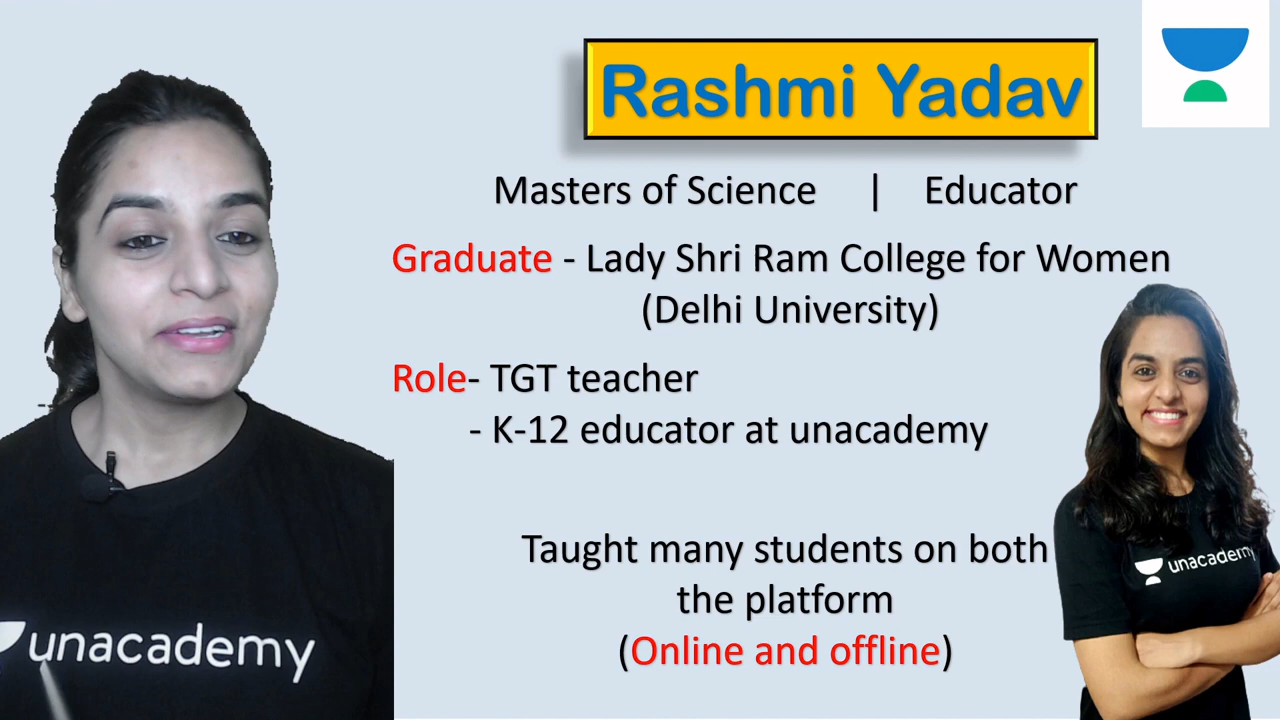 Rashmi Yadav
Masters of Science | Educator
Graduate - Lady Shri Ram College for Women
(Delhi University)
Role- TGT teacher
- K-12 educator at unacademy
Taught many students on both
the platform
(Online and offline)
unacademy
unacademy